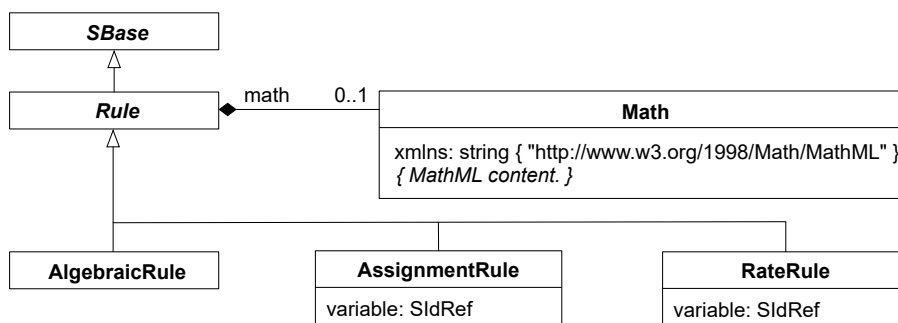 SBase
Rule
math 0..1
Math
xmlns: string { "http://www.w3.org/1998/Math/MathML" }
{ MathML content. }
AlgebraicRule
AssignmentRule
variable: SIdRef
RateRule
variable: SIdRef